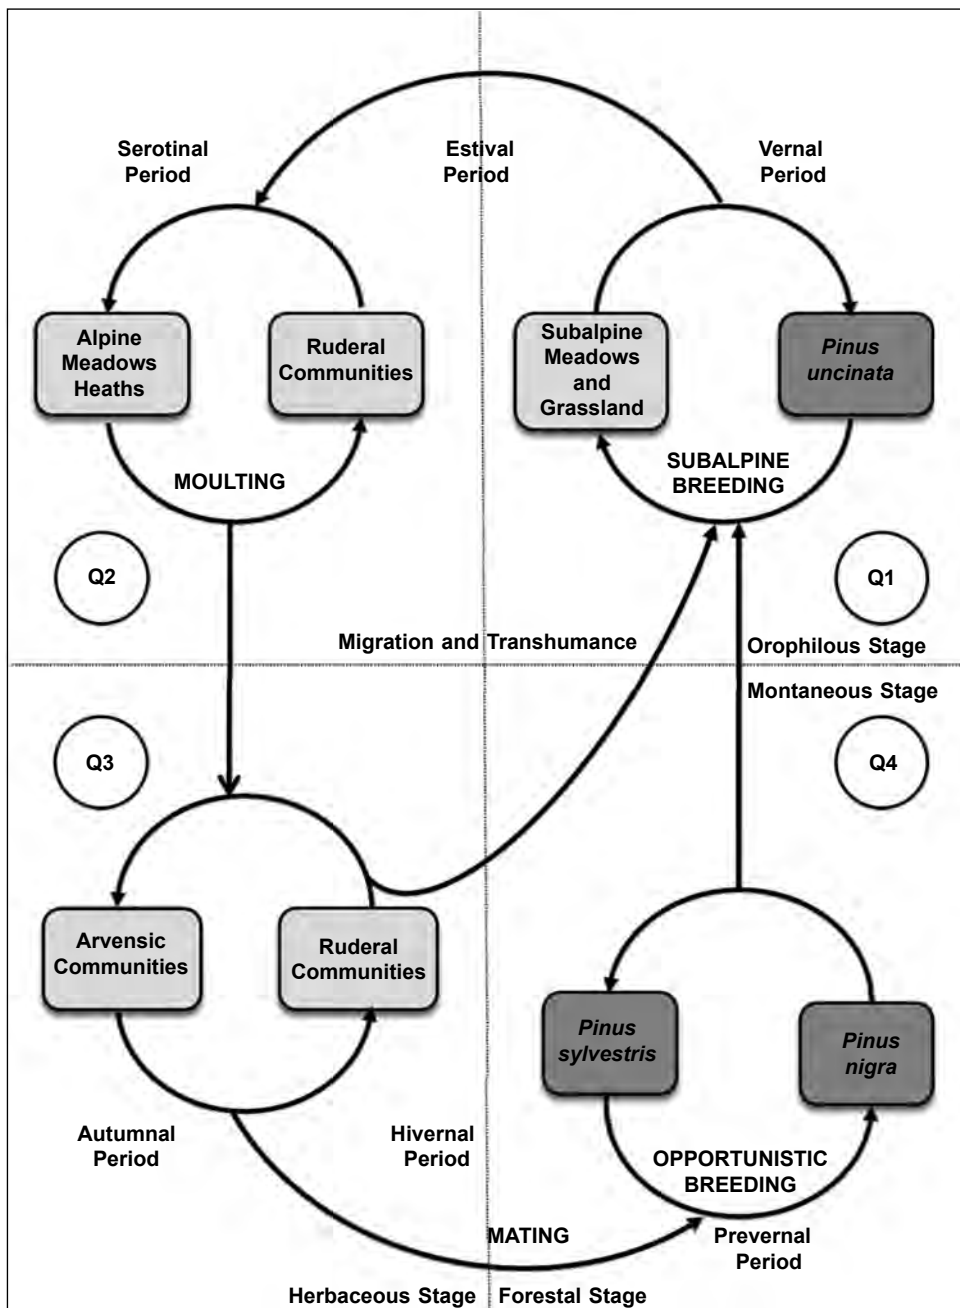 Serotinal
Period
Estival
Period
Vernal
Period
Alpine
Meadows
Heaths
Ruderal
Communities
Subalpine
Meadows
and
Grassland
Pinus
uncinata
MOULTING
SUBALPINE
BREEDING
Q2
Q1
Migration and Transhumance
Orophilous Stage
Montaneous Stage
Q3
Q4
Arvensic
Communities
Ruderal
Communities
Pinus
sylvestris
Pinus
nigra
Autumnal
Period
Hivernal
Period
OPPORTUNISTIC
BREEDING
MATING
Prevernal
Period
Herbaceous Stage
Forestal Stage